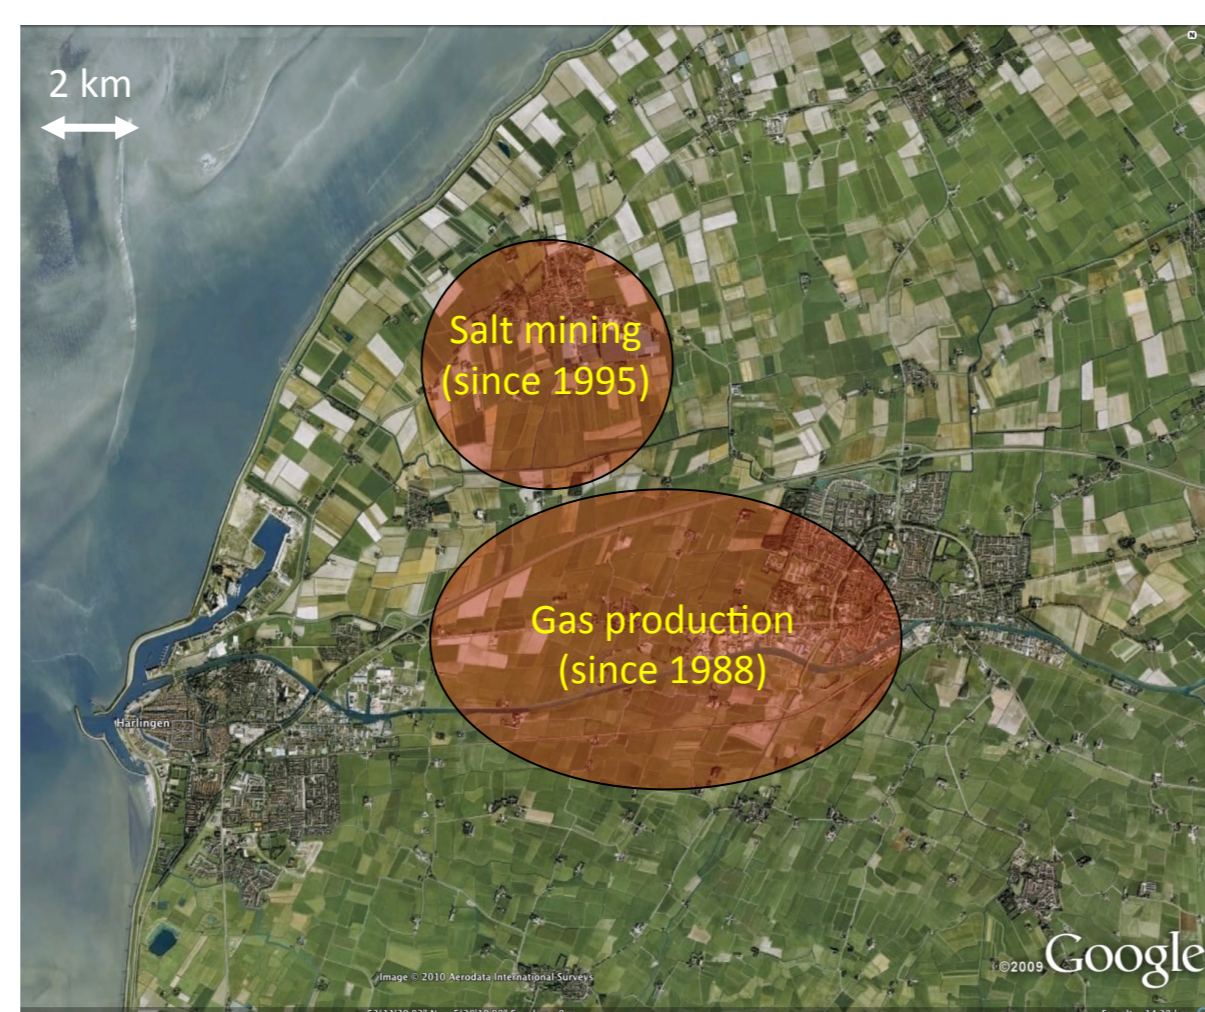 2 km
N
Salt mining
(since 1995)
Gas production
(since 1988)
Harlingen
©2009 Google
Image © 2010 Aerodata International Surveys